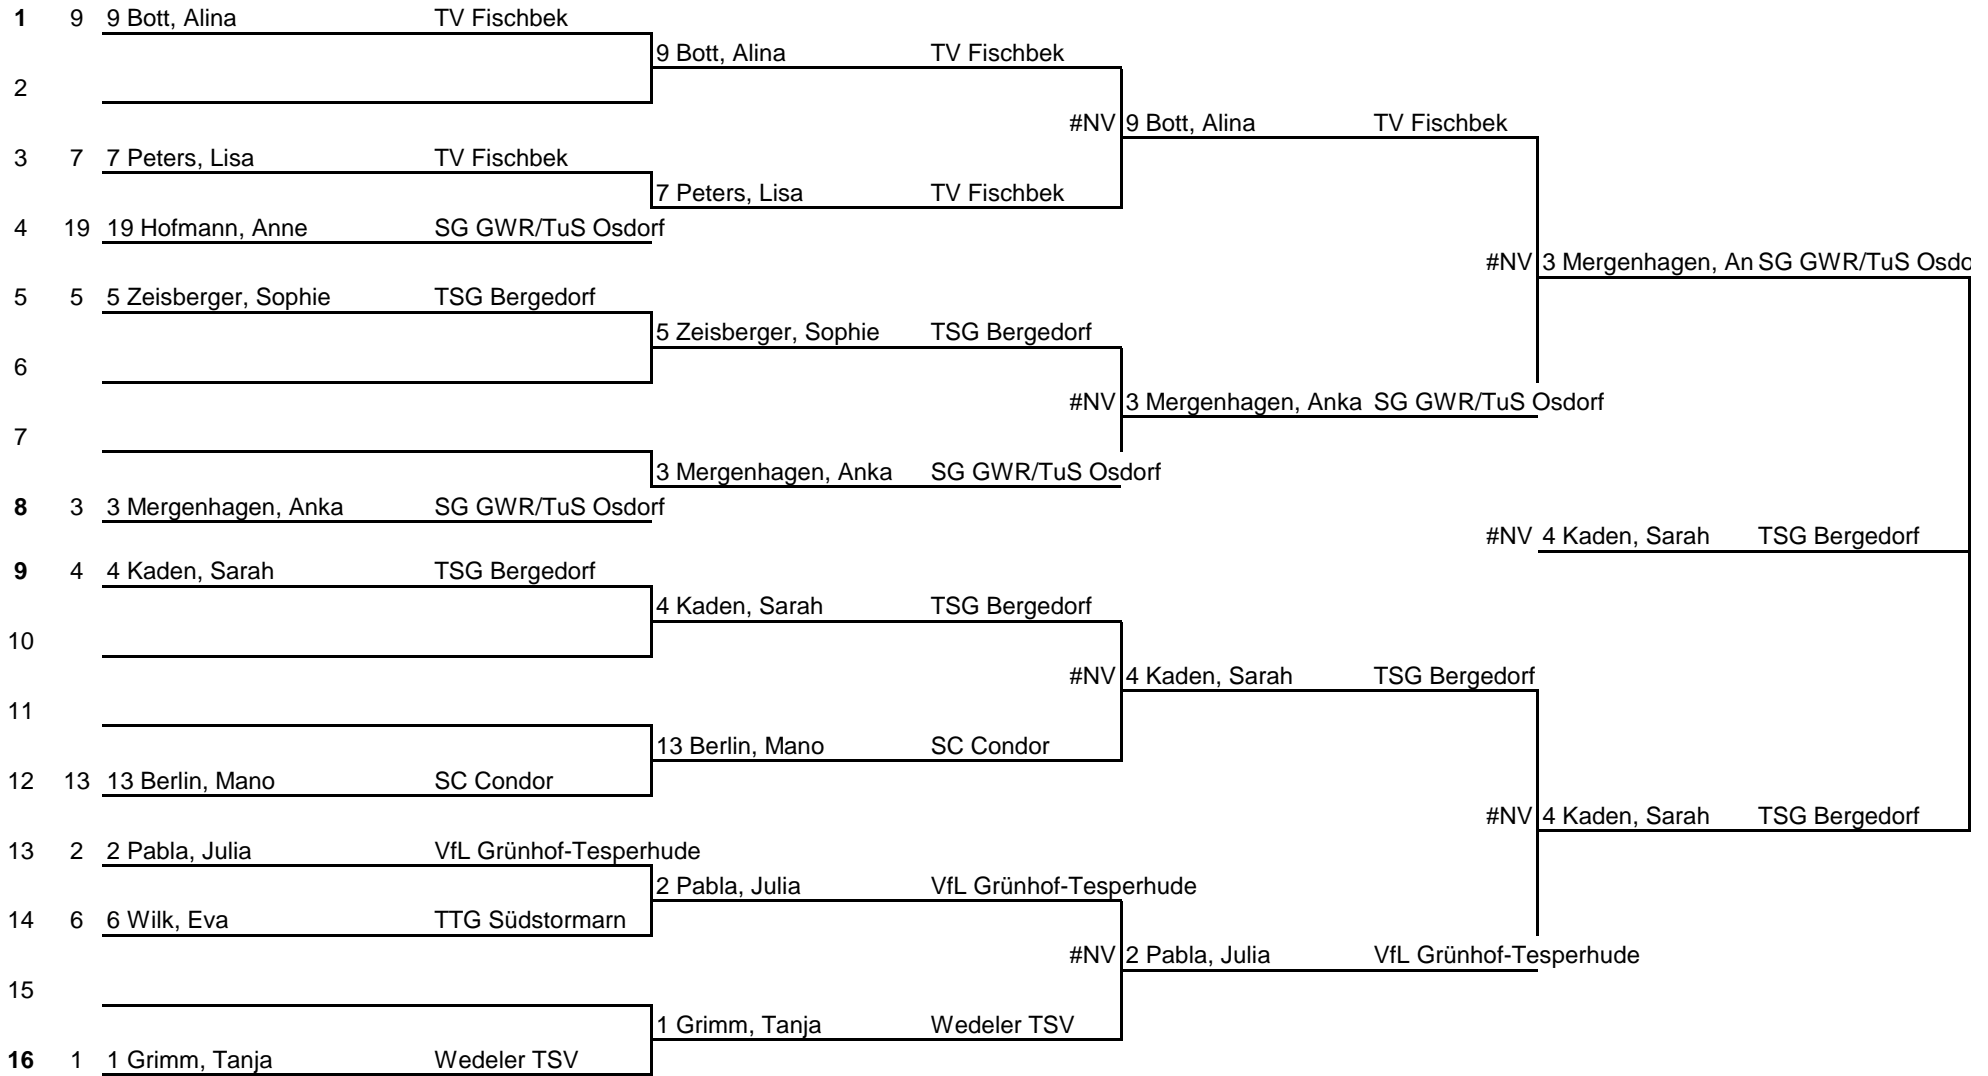 1 9 9 Bott, Alina TV Fischbek
9 Bott, Alina TV Fischbek
2
#NV 9 Bott, Alina TV Fischbek
3 7 7 Peters, Lisa TV Fischbek
7 Peters, Lisa TV Fischbek
4 19 19 Hofmann, Anne SG GWR/TuS Osdorf
#NV 3 Mergenhagen, An SG GWR/TuS Osdo
5 5 5 Zeisberger, Sophie TSG Bergedorf
5 Zeisberger, Sophie TSG Bergedorf
6
#NV 3 Mergenhagen, Anka SG GWR/TuS Osdorf
7
3 Mergenhagen, Anka SG GWR/TuS Osdorf
8 3 3 Mergenhagen, Anka SG GWR/TuS Osdorf
#NV 4 Kaden, Sarah TSG Bergedorf
9 4 4 Kaden, Sarah TSG Bergedorf
4 Kaden, Sarah TSG Bergedorf
10
#NV 4 Kaden, Sarah TSG Bergedorf
11
13 Berlin, Mano SC Condor
12 13 13 Berlin, Mano SC Condor
#NV 4 Kaden, Sarah TSG Bergedorf
13 2 2 Pabla, Julia VfL Grünhof-Tesperhude
2 Pabla, Julia VfL Grünhof-Tesperhude
14 6 6 Wilk, Eva TTG Südstormarn
#NV 2 Pabla, Julia VfL Grünhof-Tesperhude
15
1 Grimm, Tanja Wedeler TSV
16 1 1 Grimm, Tanja Wedeler TSV